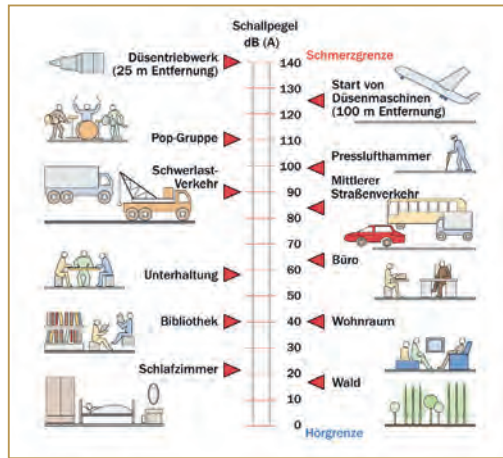 Schallpegel
dB (A)
Düsentriebwerk
(25 m Entfernung)
Pop-Gruppe
Schwerlast-
Verkehr
Unterhaltung
Bibliothek
Schlafzimmer
140
130
120
110
100
90
80
70
60
50
40
30
20
10
0
Schmerzgrenze
Start von
Düsenmaschinen
(100 m Entfernung)
Presslufthammer
Mittlerer
Straßenverkehr
Büro
Wohnraum
Wald
Hörgrenze